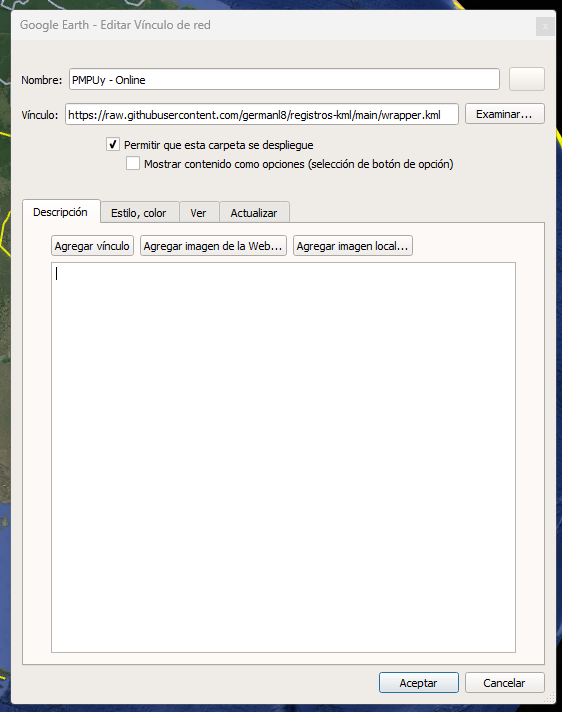 Google Earth - Editar Vínculo de red
Nombre: PMPUy - Online
Vínculo: https://raw.githubusercontent.com/germanl8/registros-kml/main/wrapper.kml Examinar...
Permitir que esta carpeta se despliegue
Mostrar contenido como opciones (selección de botón de opción)
Descripción Estilo, color Ver Actualizar
Agregar vínculo Agregar imagen de la Web... Agregar imagen local...
Aceptar Cancelar